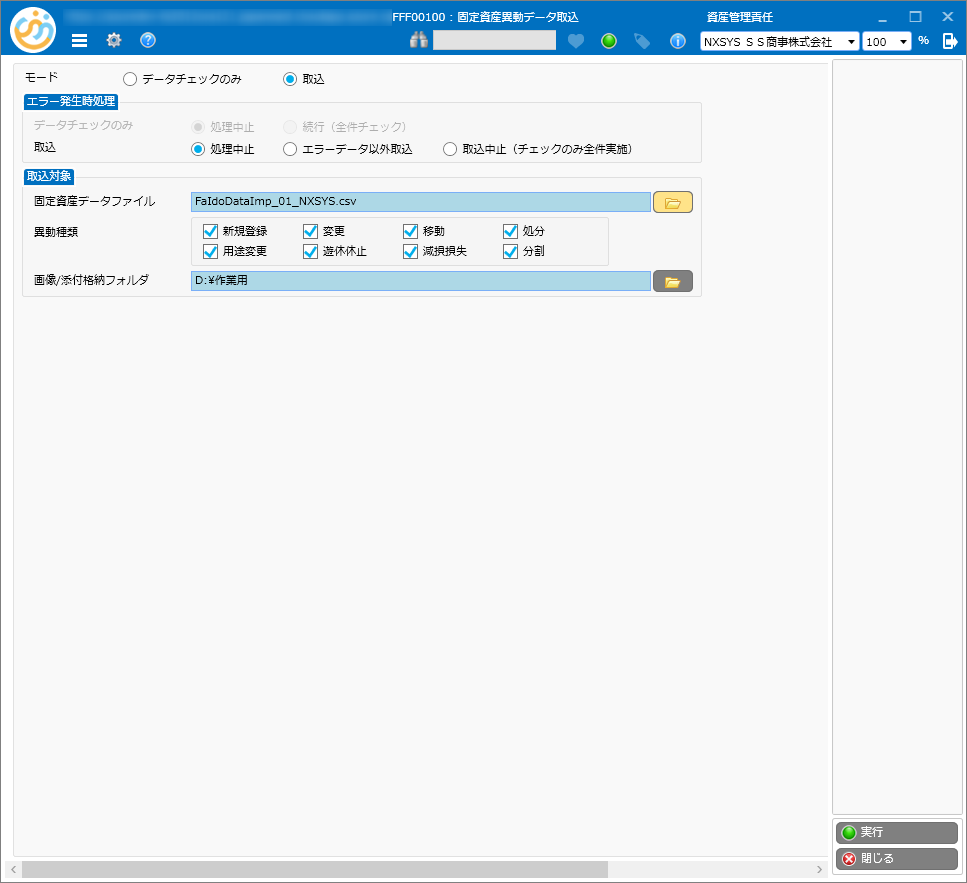 FFF00100：固定資産異動データ取込
資産管理責任
NXSYS ＳＳ商事株式会社 100 %
モード データチェックのみ 取込
エラー発生時処理
データチェックのみ 処理中止 続行（全件チェック）
取込 処理中止 エラーデータ以外取込 取込中止（チェックのみ全件実施）
取込対象
固定資産データファイル FaIdoDataImp_01_NXSYS.csv
異動種類 新規登録 変更 移動 処分
用途変更 遊休休止 減損損失 分割
画像/添付格納フォルダ D:¥作業用
実行
閉じる